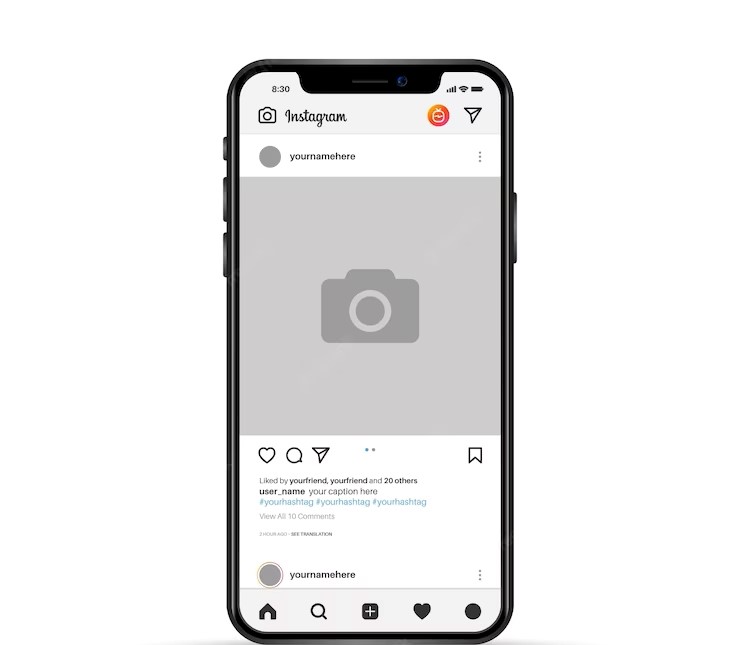 8:30
Instagram
yournamehere
Liked by yourfriend, yourfriend and 20 others
user_name your caption here
#yourhashtag #yourhashtag #yourhashtag
View All 10 Comments
2 HOUR AGO • SEE TRANSLATION
yournamehere